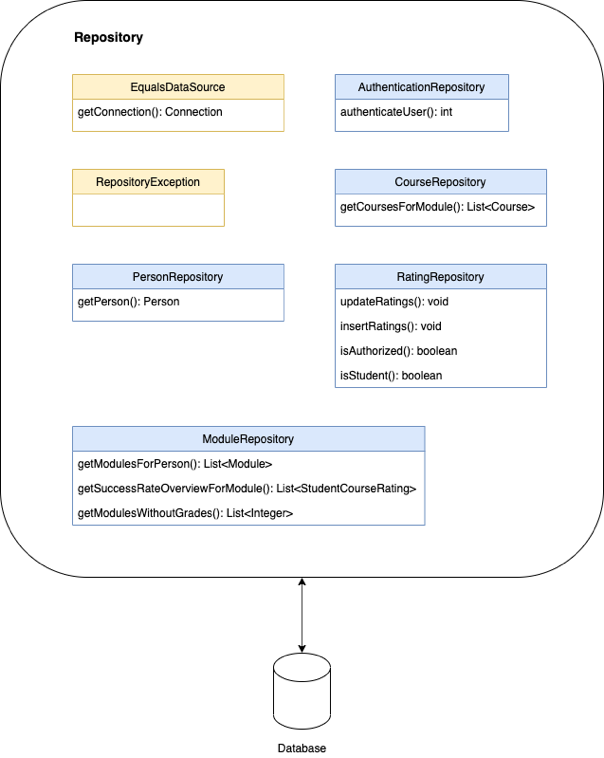 Repository
EqualsDataSource
getConnection(): Connection
AuthenticationRepository
authenticateUser(): int
RepositoryException
CourseRepository
getCoursesForModule(): List<Course>
PersonRepository
getPerson(): Person
RatingRepository
updateRatings(): void
insertRatings(): void
isAuthorized(): boolean
isStudent(): boolean
ModuleRepository
getModulesForPerson(): List<Module>
getSuccessRateOverviewForModule(): List<StudentCourseRating>
getModulesWithoutGrades(): List<Integer>
Database